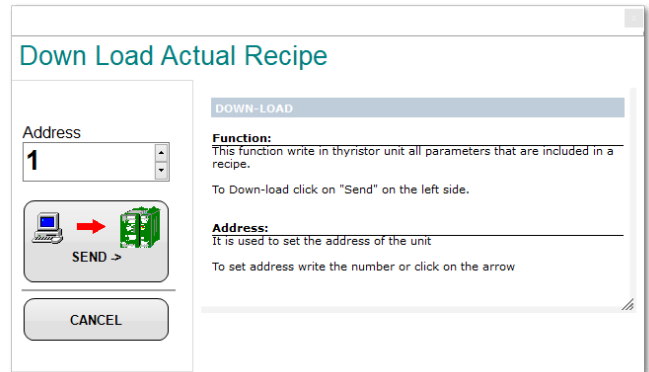 Down Load Actual Recipe
Address
1
SEND ->
CANCEL
DOWN-LOAD
Function:
This function write in thyristor unit all parameters that are included in a
recipe.
To Down-load click on "Send" on the left side.
Address:
It is used to set the address of the unit
To set address write the number or click on the arrow